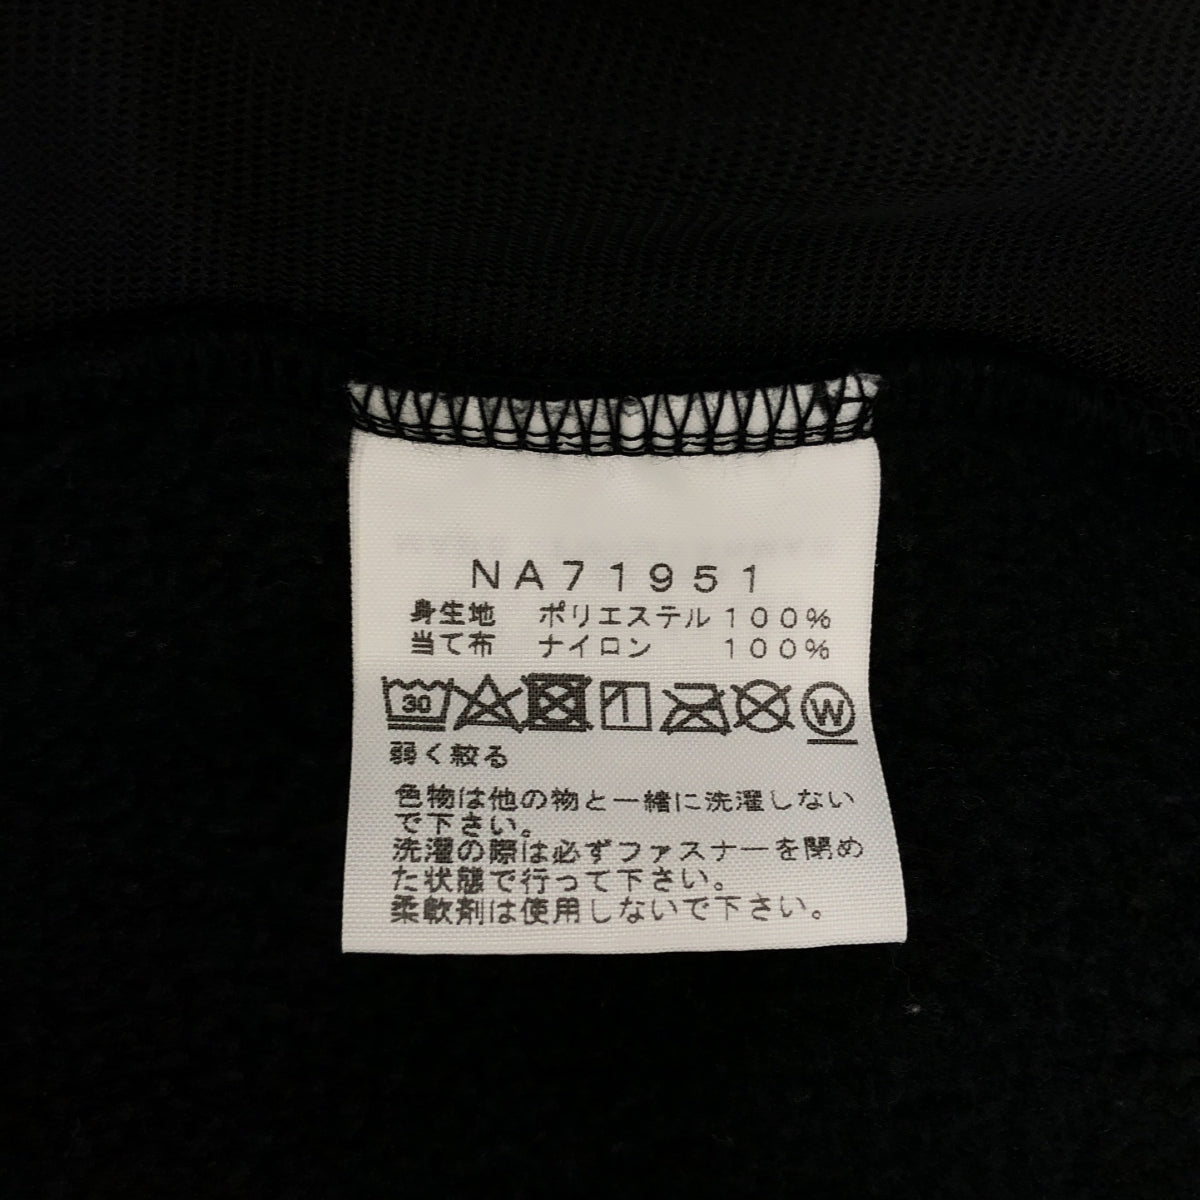 NA71951
身生地 ポリエステル 100%
当て布 ナイロン 100%
30 W
弱く絞る
色物は他の物と一緒に洗濯しない
で下さい。
洗濯の際は必ずファスナーを閉め
た状態で行って下さい。
柔軟剤は使用しないで下さい。